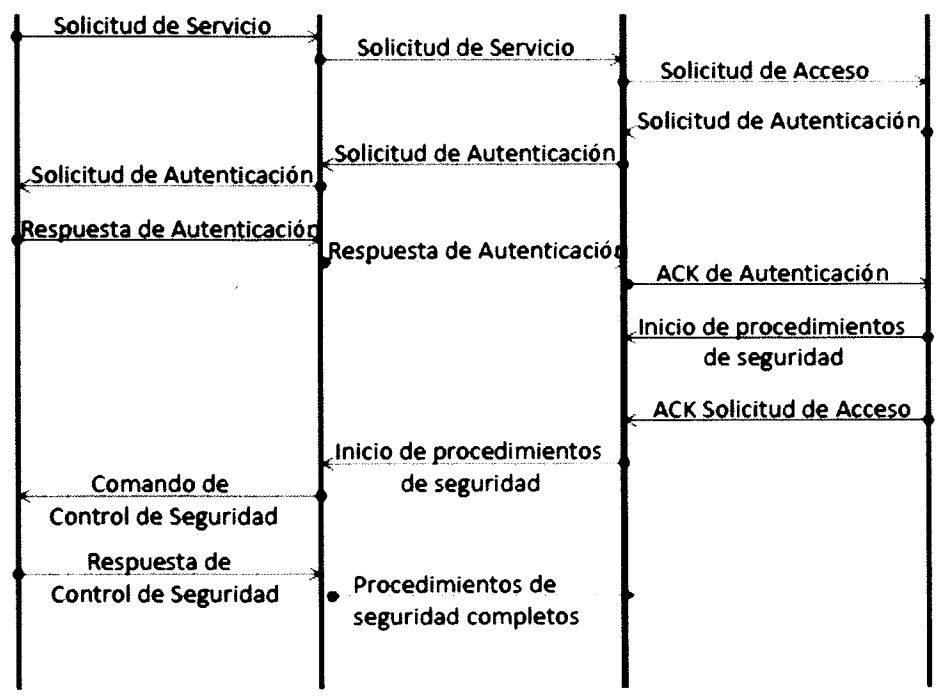 Solicitud de Servicio
Solicitud de Servicio
Solicitud de Acceso
Solicitud de Autenticación
Solicitud de Autenticación
Solicitud de Autenticación
Respuesta de Autenticación
Respuesta de Autenticación
ACK de Autenticación
Inicio de procedimientos
de seguridad
ACK Solicitud de Acceso
Inicio de procedimientos
de seguridad
Comando de
Control de Seguridad
Respuesta de
Control de Seguridad
Procedimientos de
seguridad completos